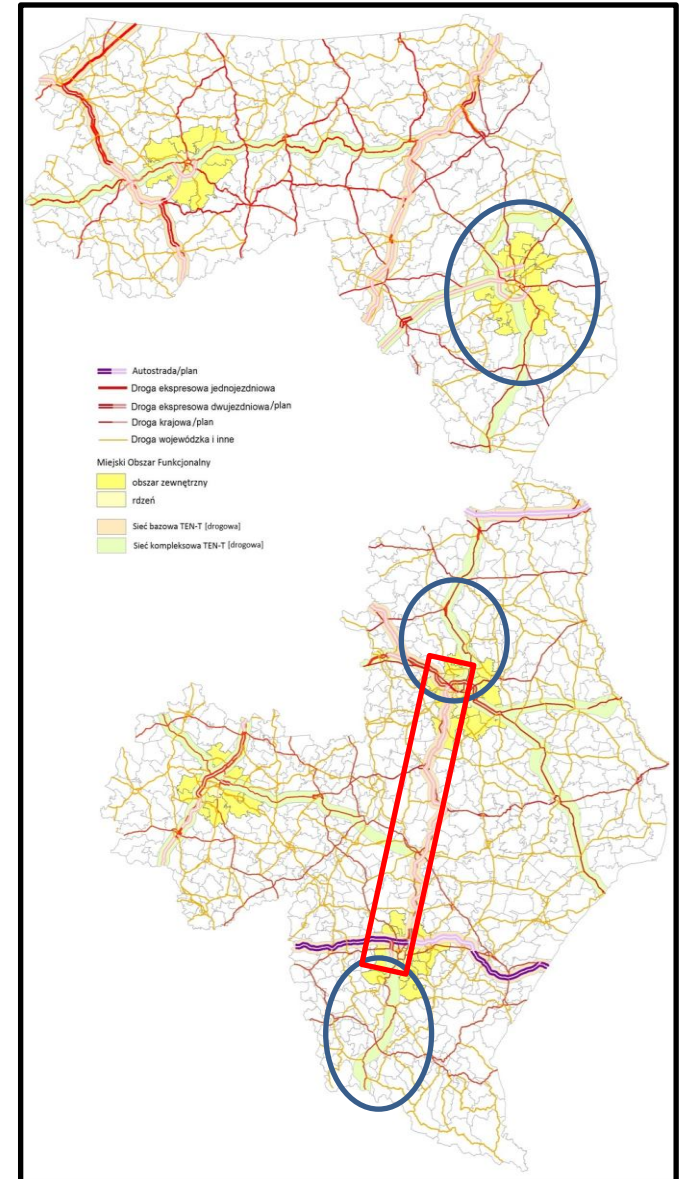 Autostrada/plan
Droga ekspresowa jednojezdniowa
Droga ekspresowa dwujezdniowa/plan
Droga krajowa/plan
Droga wojewódzka i inne
Miejski Obszar Funkcjonalny
obszar zewnętrzny
rdzeń
Sieć bazowa TEN-T [drogowa]
Sieć kompleksowa TEN-T [drogowa]